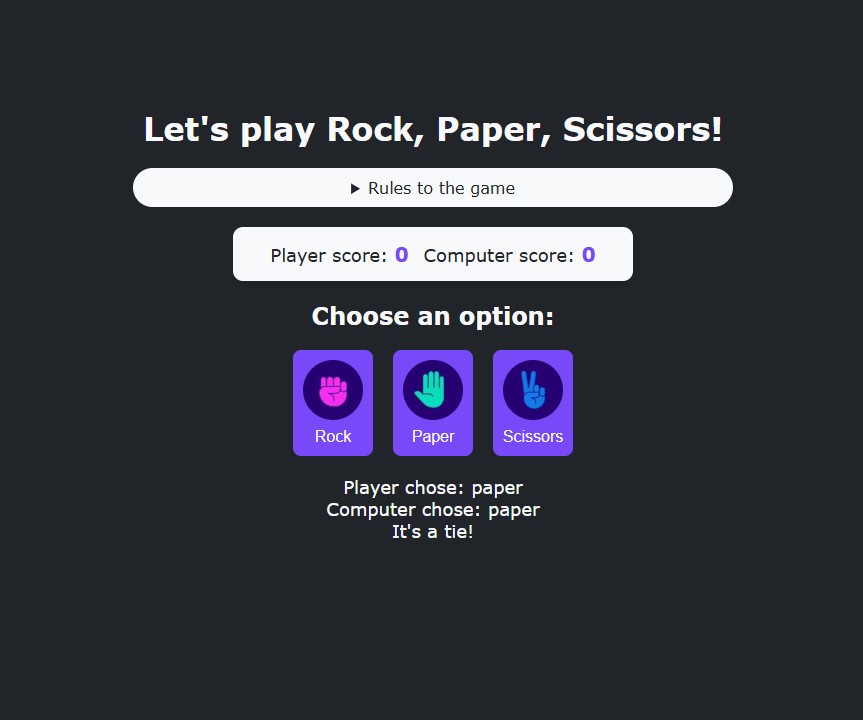 Let's play Rock, Paper, Scissors!
▶ Rules to the game
Player score: 0 Computer score: 0
Choose an option:
Rock Paper Scissors
Player chose: paper
Computer chose: paper
It's a tie!